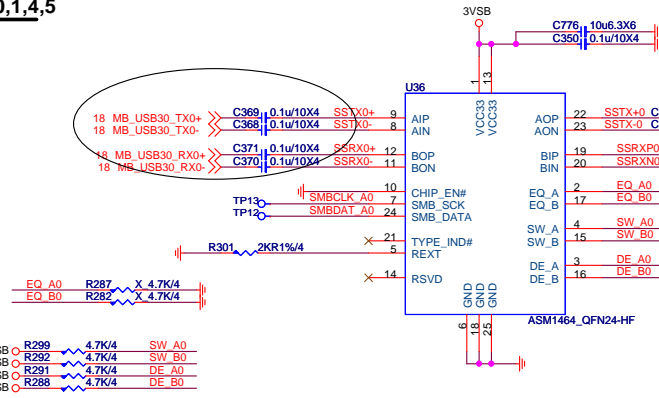 0,1,4,5
3VSB
C776 10u6.3X6
C350 0.1u/10X4
U36
1 13
VCC33 VCC33
18 MB_USB30_TX0+ C369 0.1u/10X4 SSTX0+ 9 AIP AOP 22 SSTX+0 C
18 MB_USB30_TX0- C368 0.1u/10X4 SSTX0- 8 AIN AON 23 SSTX-0 C
18 MB_USB30_RX0+ C371 0.1u/10X4 SSRX0+ 12 BOP BIP 19 SSRXP0
18 MB_USB30_RX0- C370 0.1u/10X4 SSRX0- 11 BON BIN 20 SSRXN0
10 CHIP_EN# EQ_A 2 EQ_A0
TP13 SMBCLK_A0 7 SMB_SCK EQ_B 17 EQ_B0
TP12 SMBDAT_A0 24 SMB_DATA
SW_A 4 SW_A0
21 TYPE_IND# SW_B 15 SW_B0
R301 2KR1%/4 5 REXT
DE_A 3 DE_A0
14 RSVD DE_B 16 DE_B0
EQ_A0 R287 X_4.7K/4
EQ_B0 R282 X_4.7K/4
GND GND GND
6 18 25
ASM1464_QFN24-HF
SB R299 4.7K/4 SW_A0
SB R292 4.7K/4 SW_B0
SB R291 4.7K/4 DE_A0
SB R288 4.7K/4 DE_B0